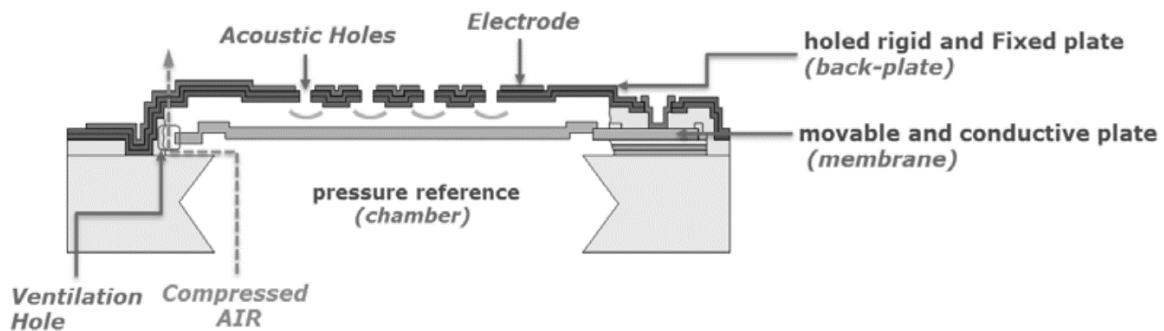 Electrode
Acoustic Holes
holed rigid and Fixed plate
(back-plate)
movable and conductive plate
(membrane)
pressure reference
(chamber)
Ventilation
Hole
Compressed
AIR